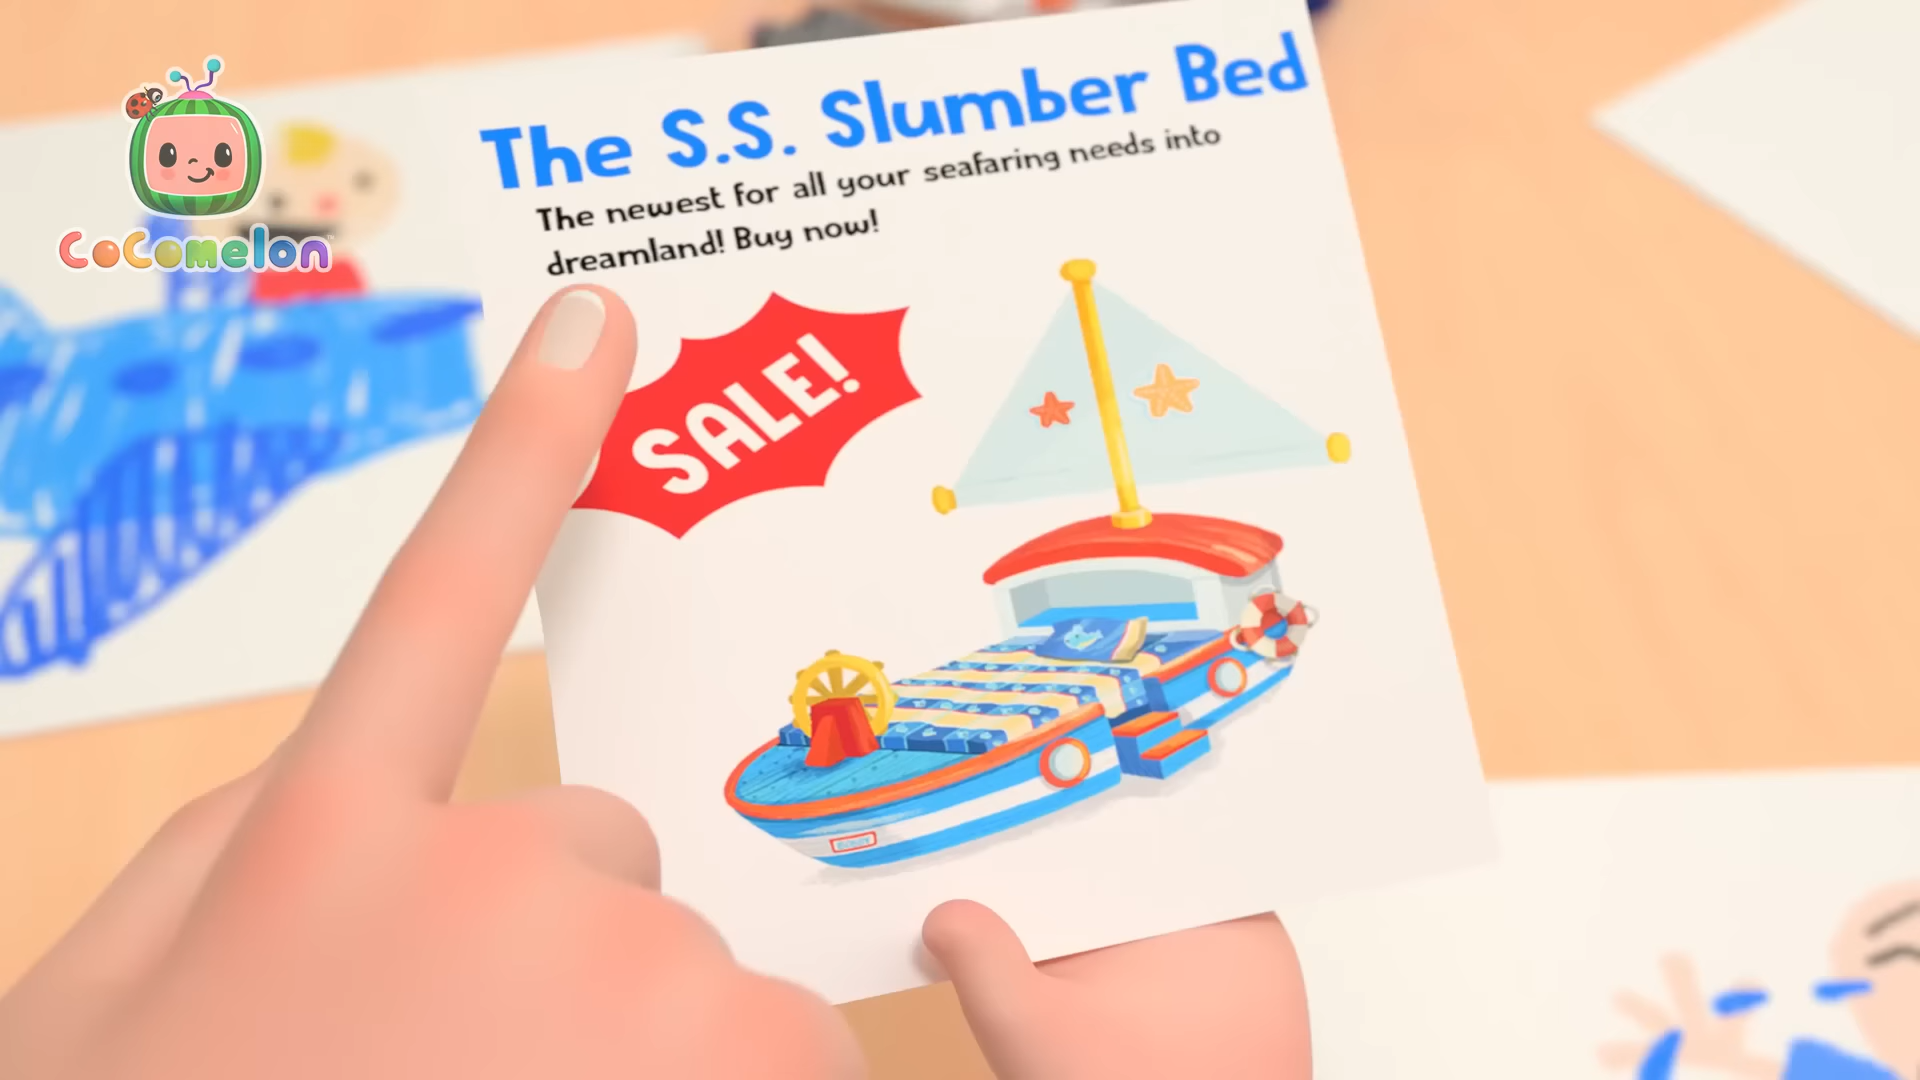 CoComelon
The S.S. Slumber Bed
The newest for all your seafaring needs into
dreamland! Buy now!
SALE!